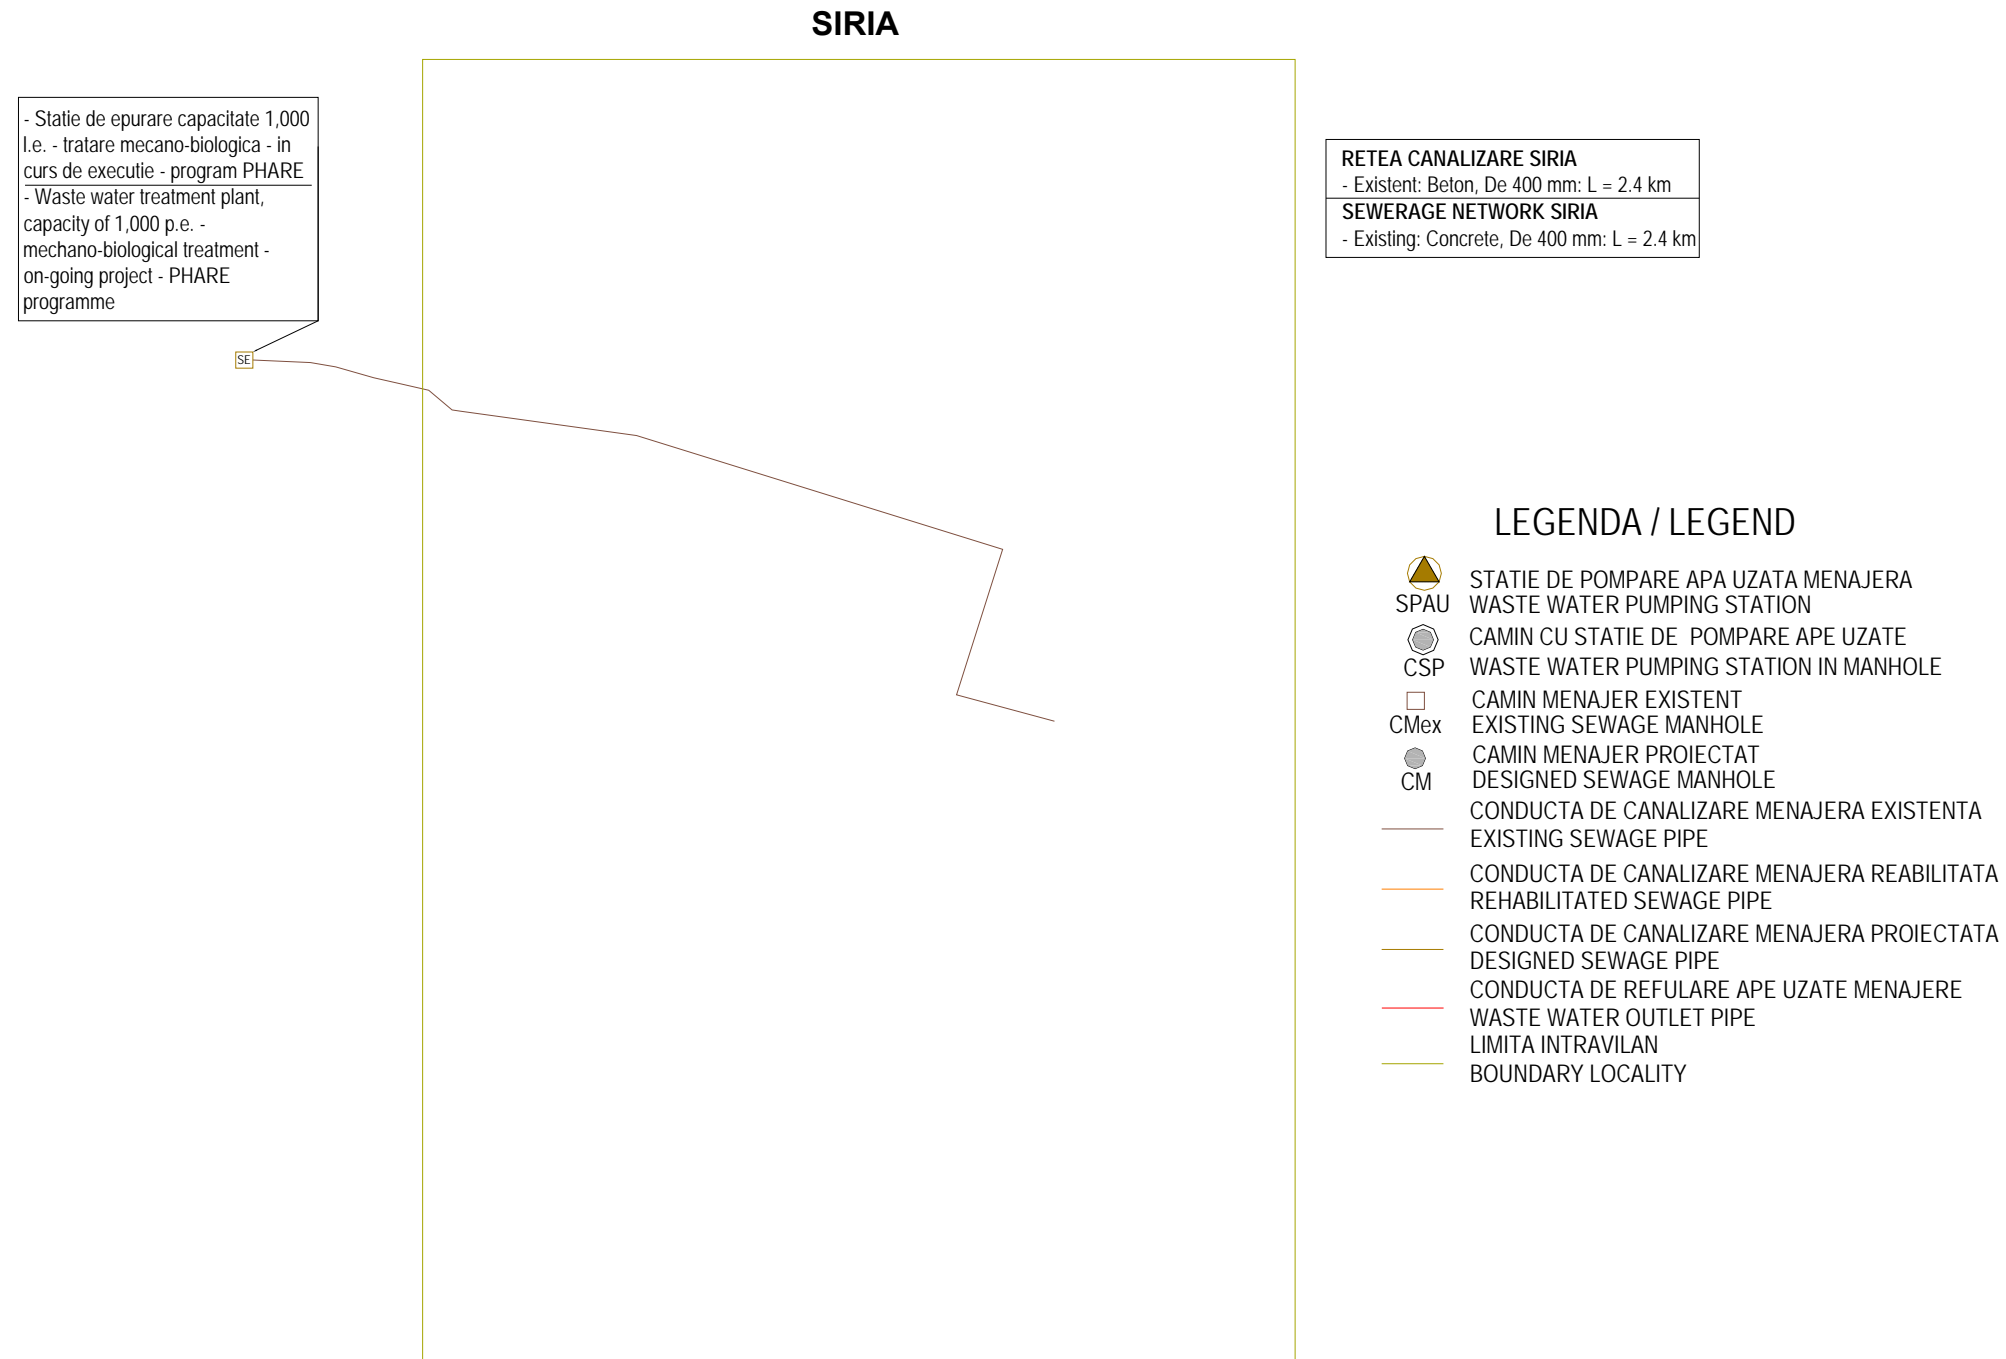 SIRIA
- Statie de epurare capacitate 1,000
l.e. - tratare mecano-biologica - in
curs de executie - program PHARE
- Waste water treatment plant,
capacity of 1,000 p.e. -
mechano-biological treatment -
on-going project - PHARE
programme
SE
RETEA CANALIZARE SIRIA
- Existent: Beton, De 400 mm: L = 2.4 km
SEWERAGE NETWORK SIRIA
- Existing: Concrete, De 400 mm: L = 2.4 km
LEGENDA / LEGEND
STATIE DE POMPARE APA UZATA MENAJERA
SPAU WASTE WATER PUMPING STATION
CAMIN CU STATIE DE POMPARE APE UZATE
CSP WASTE WATER PUMPING STATION IN MANHOLE
CAMIN MENAJER EXISTENT
CMex EXISTING SEWAGE MANHOLE
CAMIN MENAJER PROIECTAT
CM DESIGNED SEWAGE MANHOLE
CONDUCTA DE CANALIZARE MENAJERA EXISTENTA
EXISTING SEWAGE PIPE
CONDUCTA DE CANALIZARE MENAJERA REABILITATA
REHABILITATED SEWAGE PIPE
CONDUCTA DE CANALIZARE MENAJERA PROIECTATA
DESIGNED SEWAGE PIPE
CONDUCTA DE REFULARE APE UZATE MENAJERE
WASTE WATER OUTLET PIPE
LIMITA INTRAVILAN
BOUNDARY LOCALITY